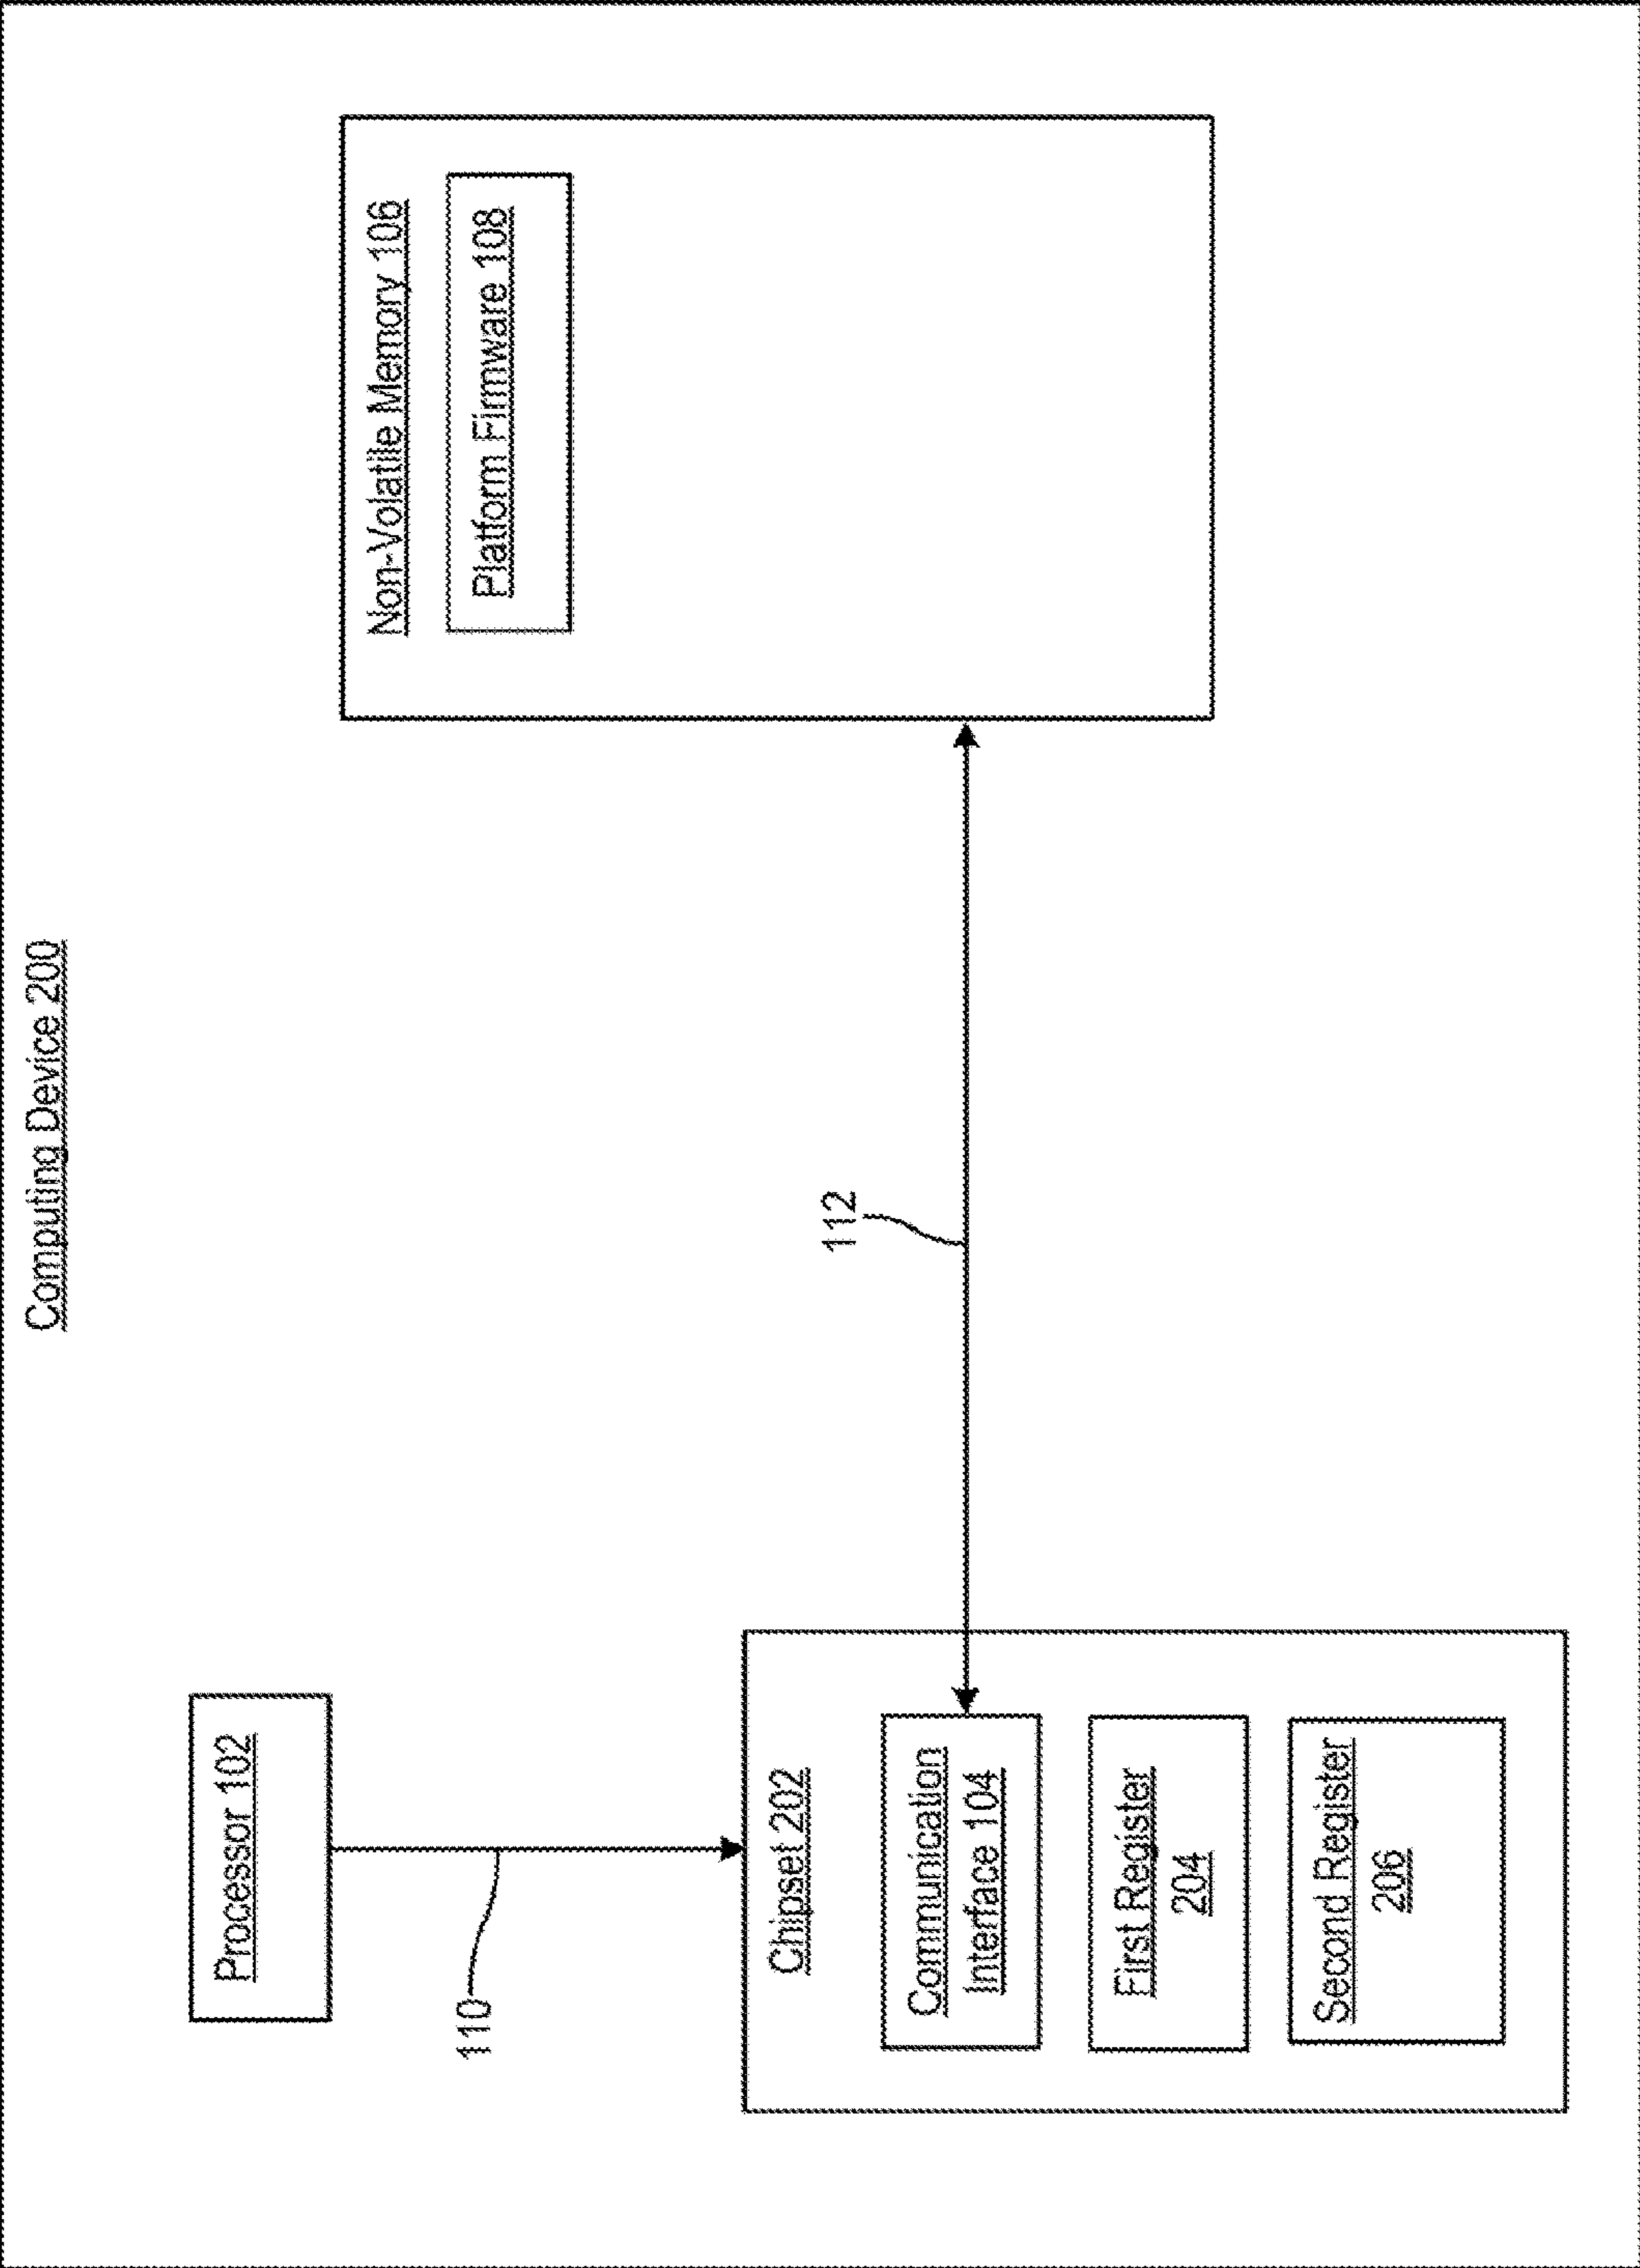 Computing Device 200
Processor 102
110
Chipset 202
Communication
Interface 104
First Register
204
Second Register
206
112
Non-Volatile Memory 106
Platform Firmware 108